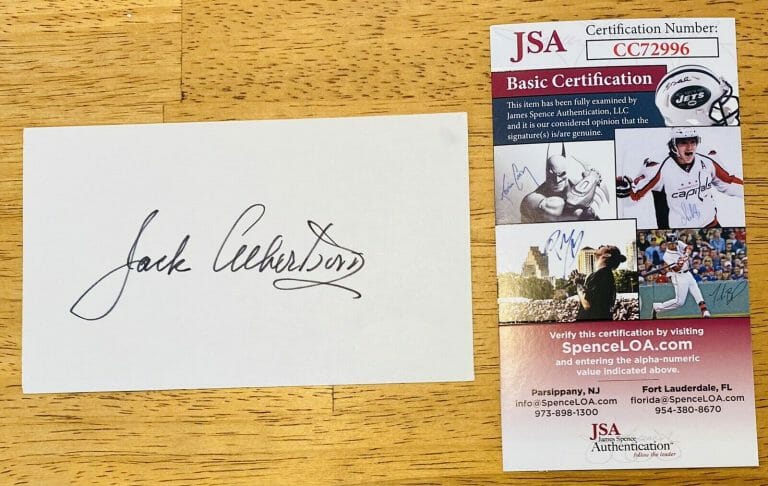 Jack Albertson
JSA
Certification Number:
CC72996
Basic Certification
This item has been fully examined by
James Spence Authentication, LLC
and it is our considered opinion that the
signature(s) is/are genuine.
JETS
capitals
A
Verify this certification by visiting
SpenceLOA.com
and entering the alpha-numeric
value indicated above.
Parsippany, NJ
info@SpenceLOA.com
973-898-1300
Fort Lauderdale, FL
florida@SpenceLOA.com
954-380-8670
JSA
James Spence
Authentication
follow the leader